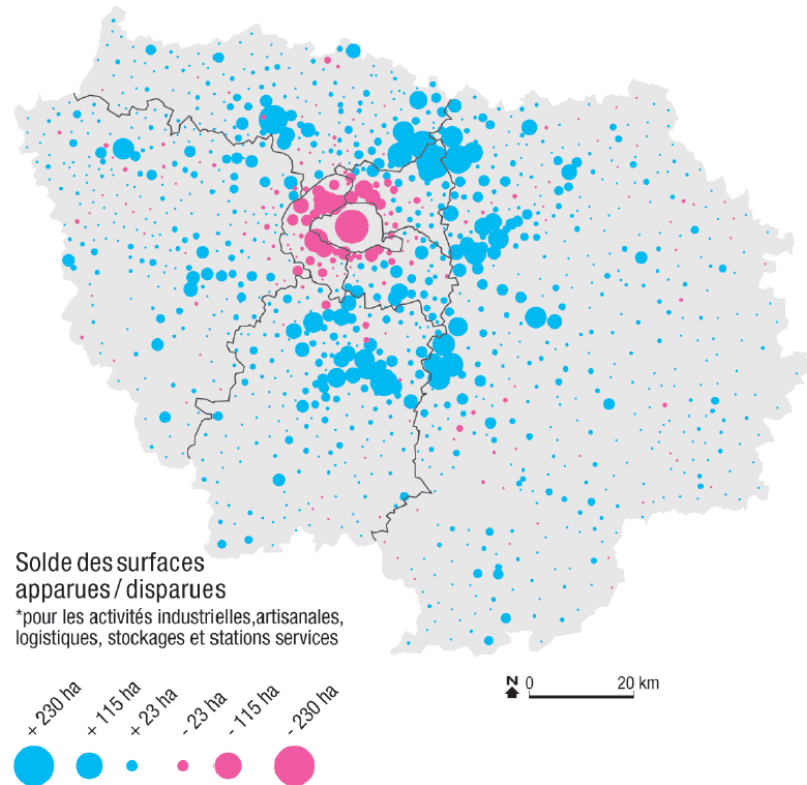 Solde des surfaces
apparues / disparues
*pour les activités industrielles,artisanales,
logistiques, stockages et stations services
N 0 20 km
+ 230 ha
+ 115 ha
+ 23 ha
- 23 ha
- 115 ha
- 230 ha